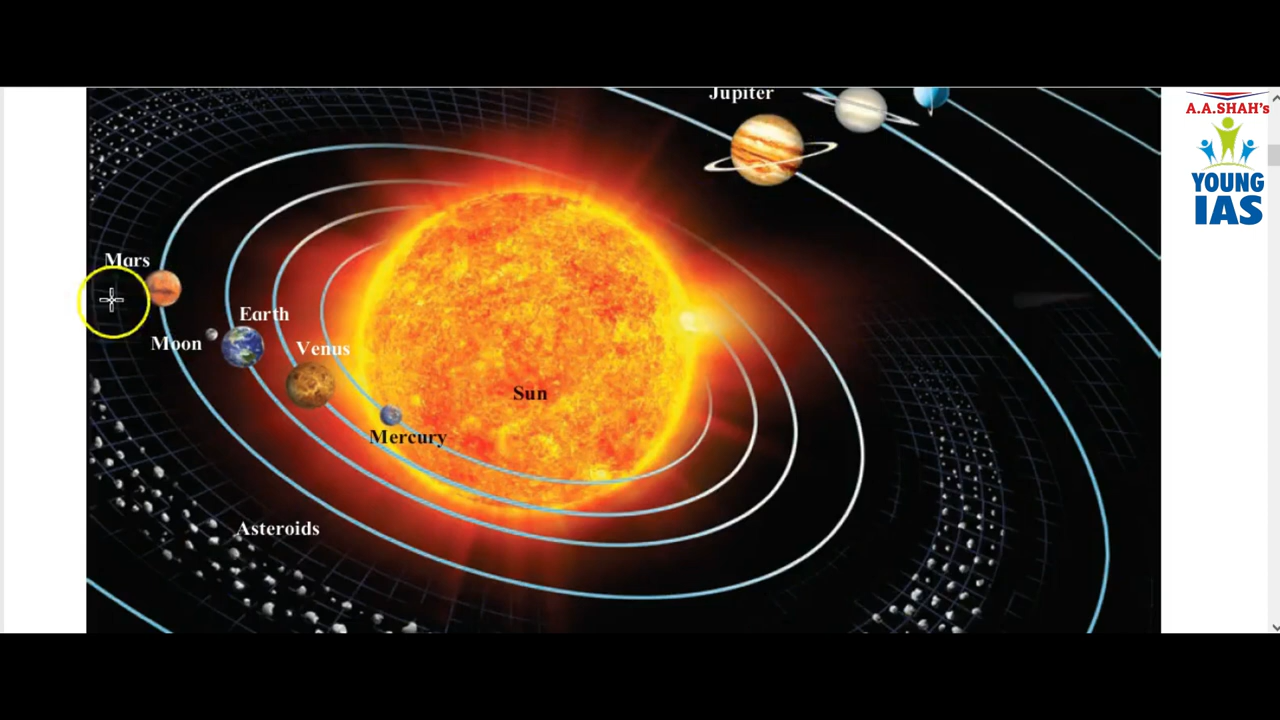 Jupiter
A.A.SHAH's
YOUNG
IAS
Mars
Earth
Moon
Venus
Sun
Mercury
Asteroids